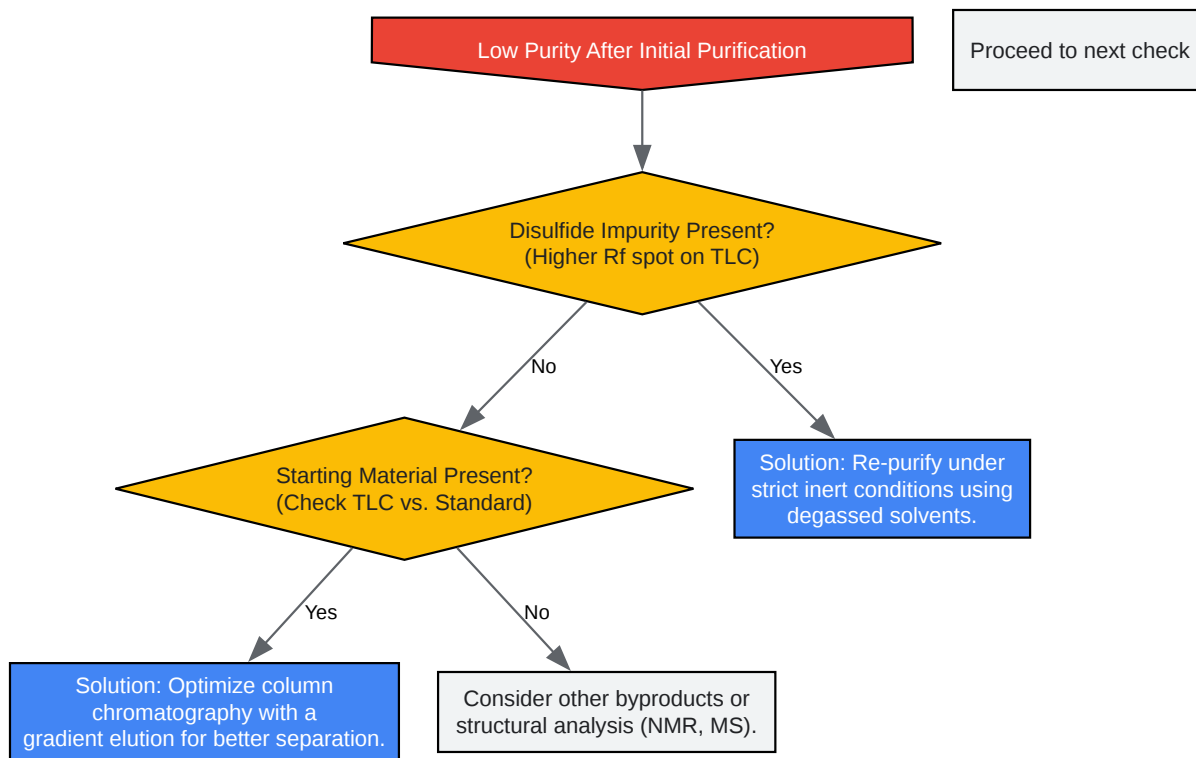 Low Purity After Initial Purification
Proceed to next check
Disulfide Impurity Present?
(Higher Rf spot on TLC)
No
Yes
Starting Material Present?
(Check TLC vs. Standard)
Solution: Re-purify under
strict inert conditions using
degassed solvents.
Yes
No
Solution: Optimize column
chromatography with a
gradient elution for better separation.
Consider other byproducts or
structural analysis (NMR, MS).